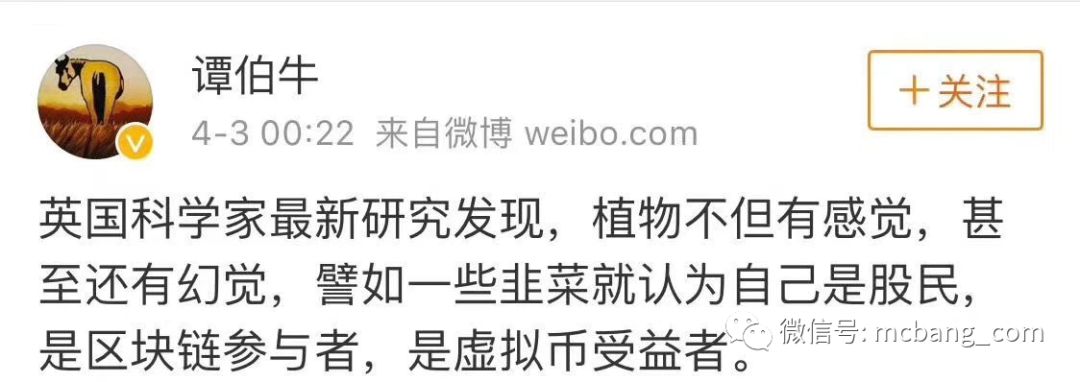 谭伯牛
+关注
4-3 00:22 来自微博 weibo.com
英国科学家最新研究发现，植物不但有感觉，甚
至还有幻觉，譬如一些韭菜就认为自己是股民，
是区块链参与者，是虚拟币受益者。
微信号: mcbang_com